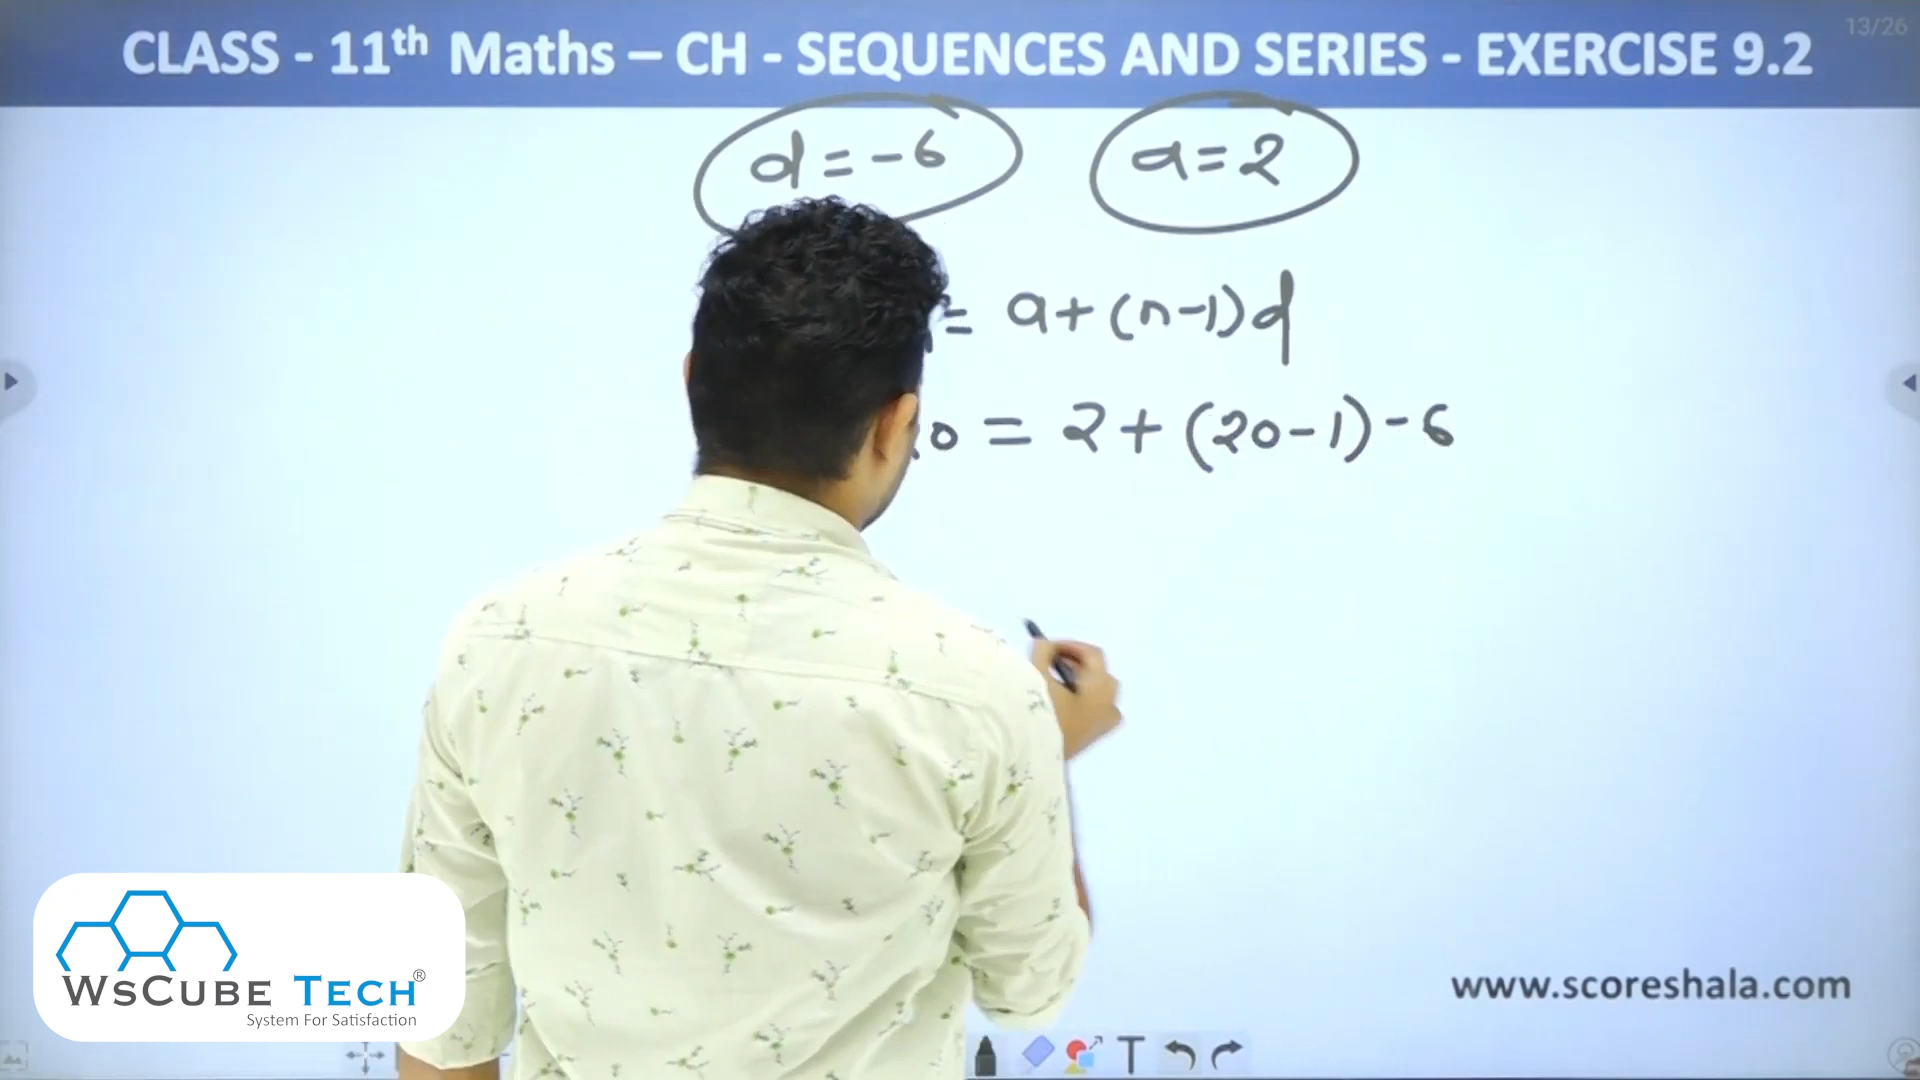 13/26
CLASS - 11th Maths – CH - SEQUENCES AND SERIES - EXERCISE 9.2
d = -6
a = 2
= a + (n-1) d
0 = 2 + (20-1) -6
www.scoreshala.com
WsCube Tech®
System For Satisfaction
T